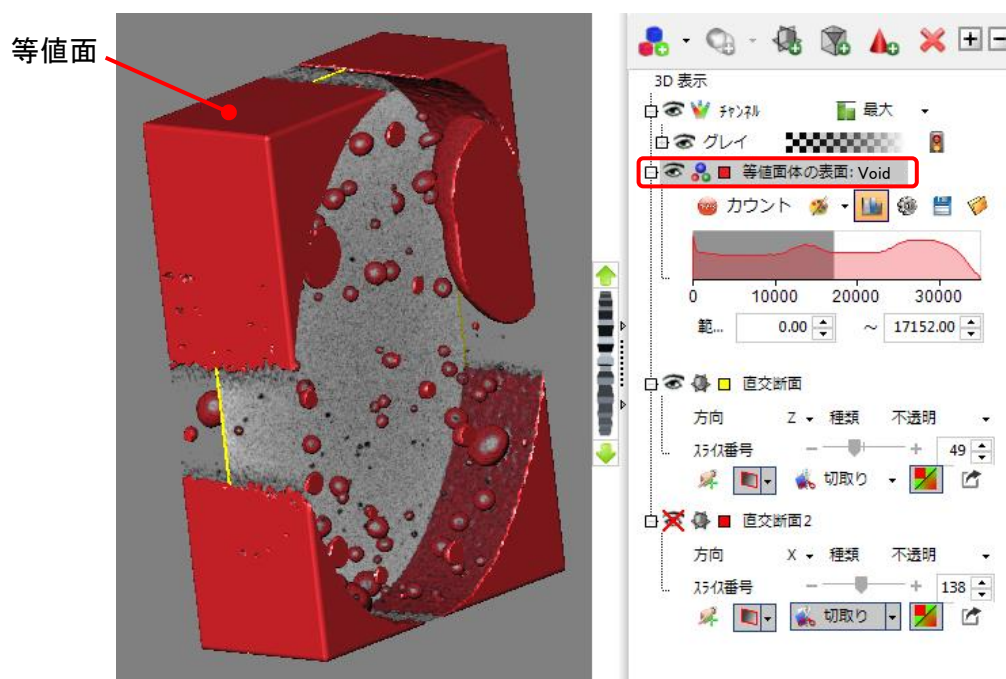 等値面
3D 表示
チャンネル 最大
グレイ
等値面体の表面: Void
カウント
0 10000 20000 30000
範... 0.00 ~ 17152.00
直交断面
方向 Z 種類 不透明
スライス番号 - + 49
切取り
直交断面2
方向 X 種類 不透明
スライス番号 - + 138
切取り